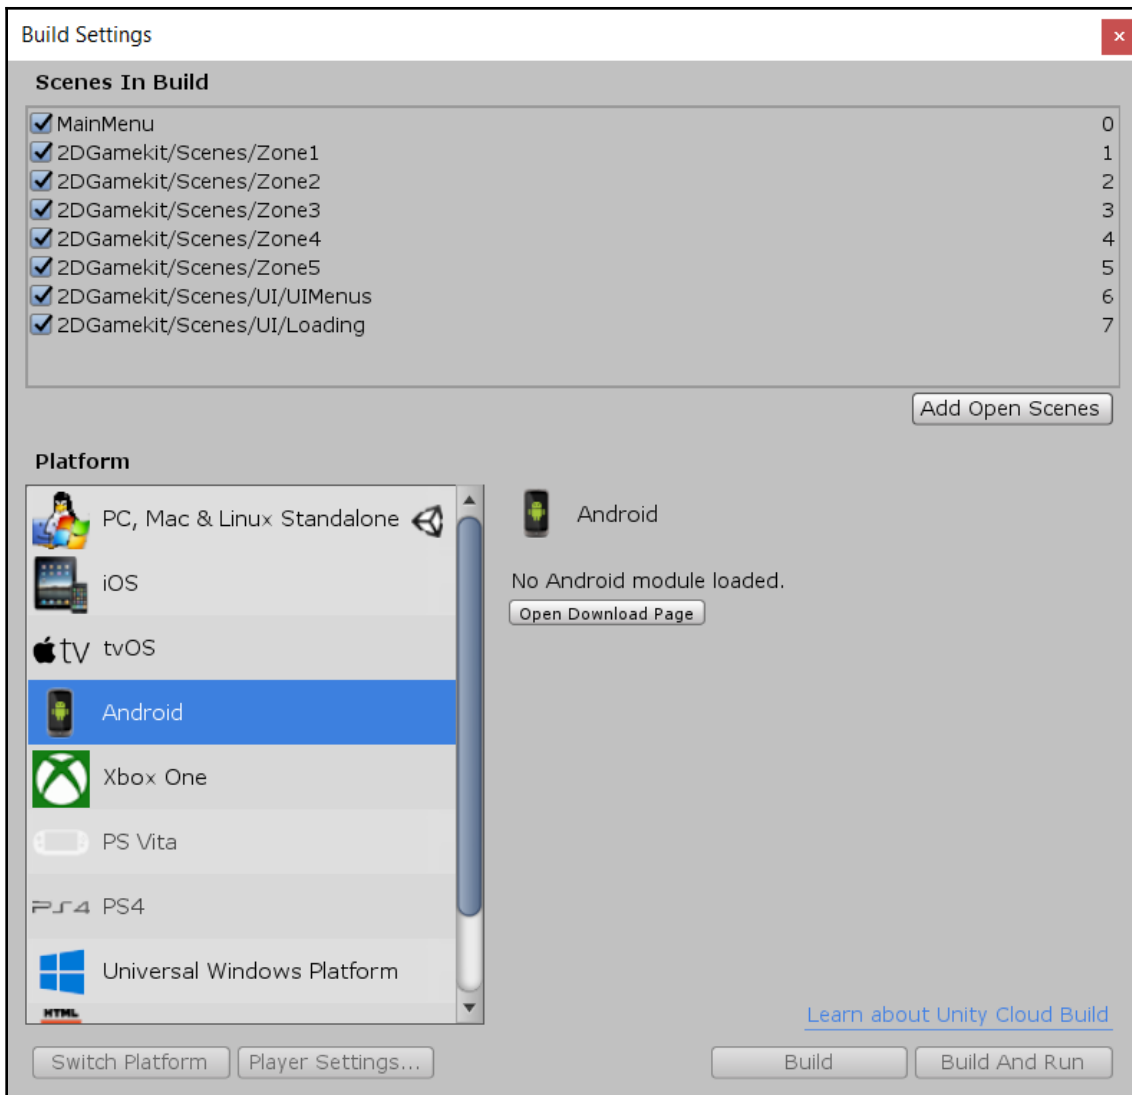 Build Settings
Scenes In Build
MainMenu 0
2DGamekit/Scenes/Zone1 1
2DGamekit/Scenes/Zone2 2
2DGamekit/Scenes/Zone3 3
2DGamekit/Scenes/Zone4 4
2DGamekit/Scenes/Zone5 5
2DGamekit/Scenes/UI/UIMenus 6
2DGamekit/Scenes/UI/Loading 7
Add Open Scenes
Platform
PC, Mac & Linux Standalone
iOS
tv tvOS
Android
Xbox One
PS Vita
PS4 PS4
Universal Windows Platform
HTML
Android
No Android module loaded.
Open Download Page
Learn about Unity Cloud Build
Switch Platform Player Settings... Build Build And Run